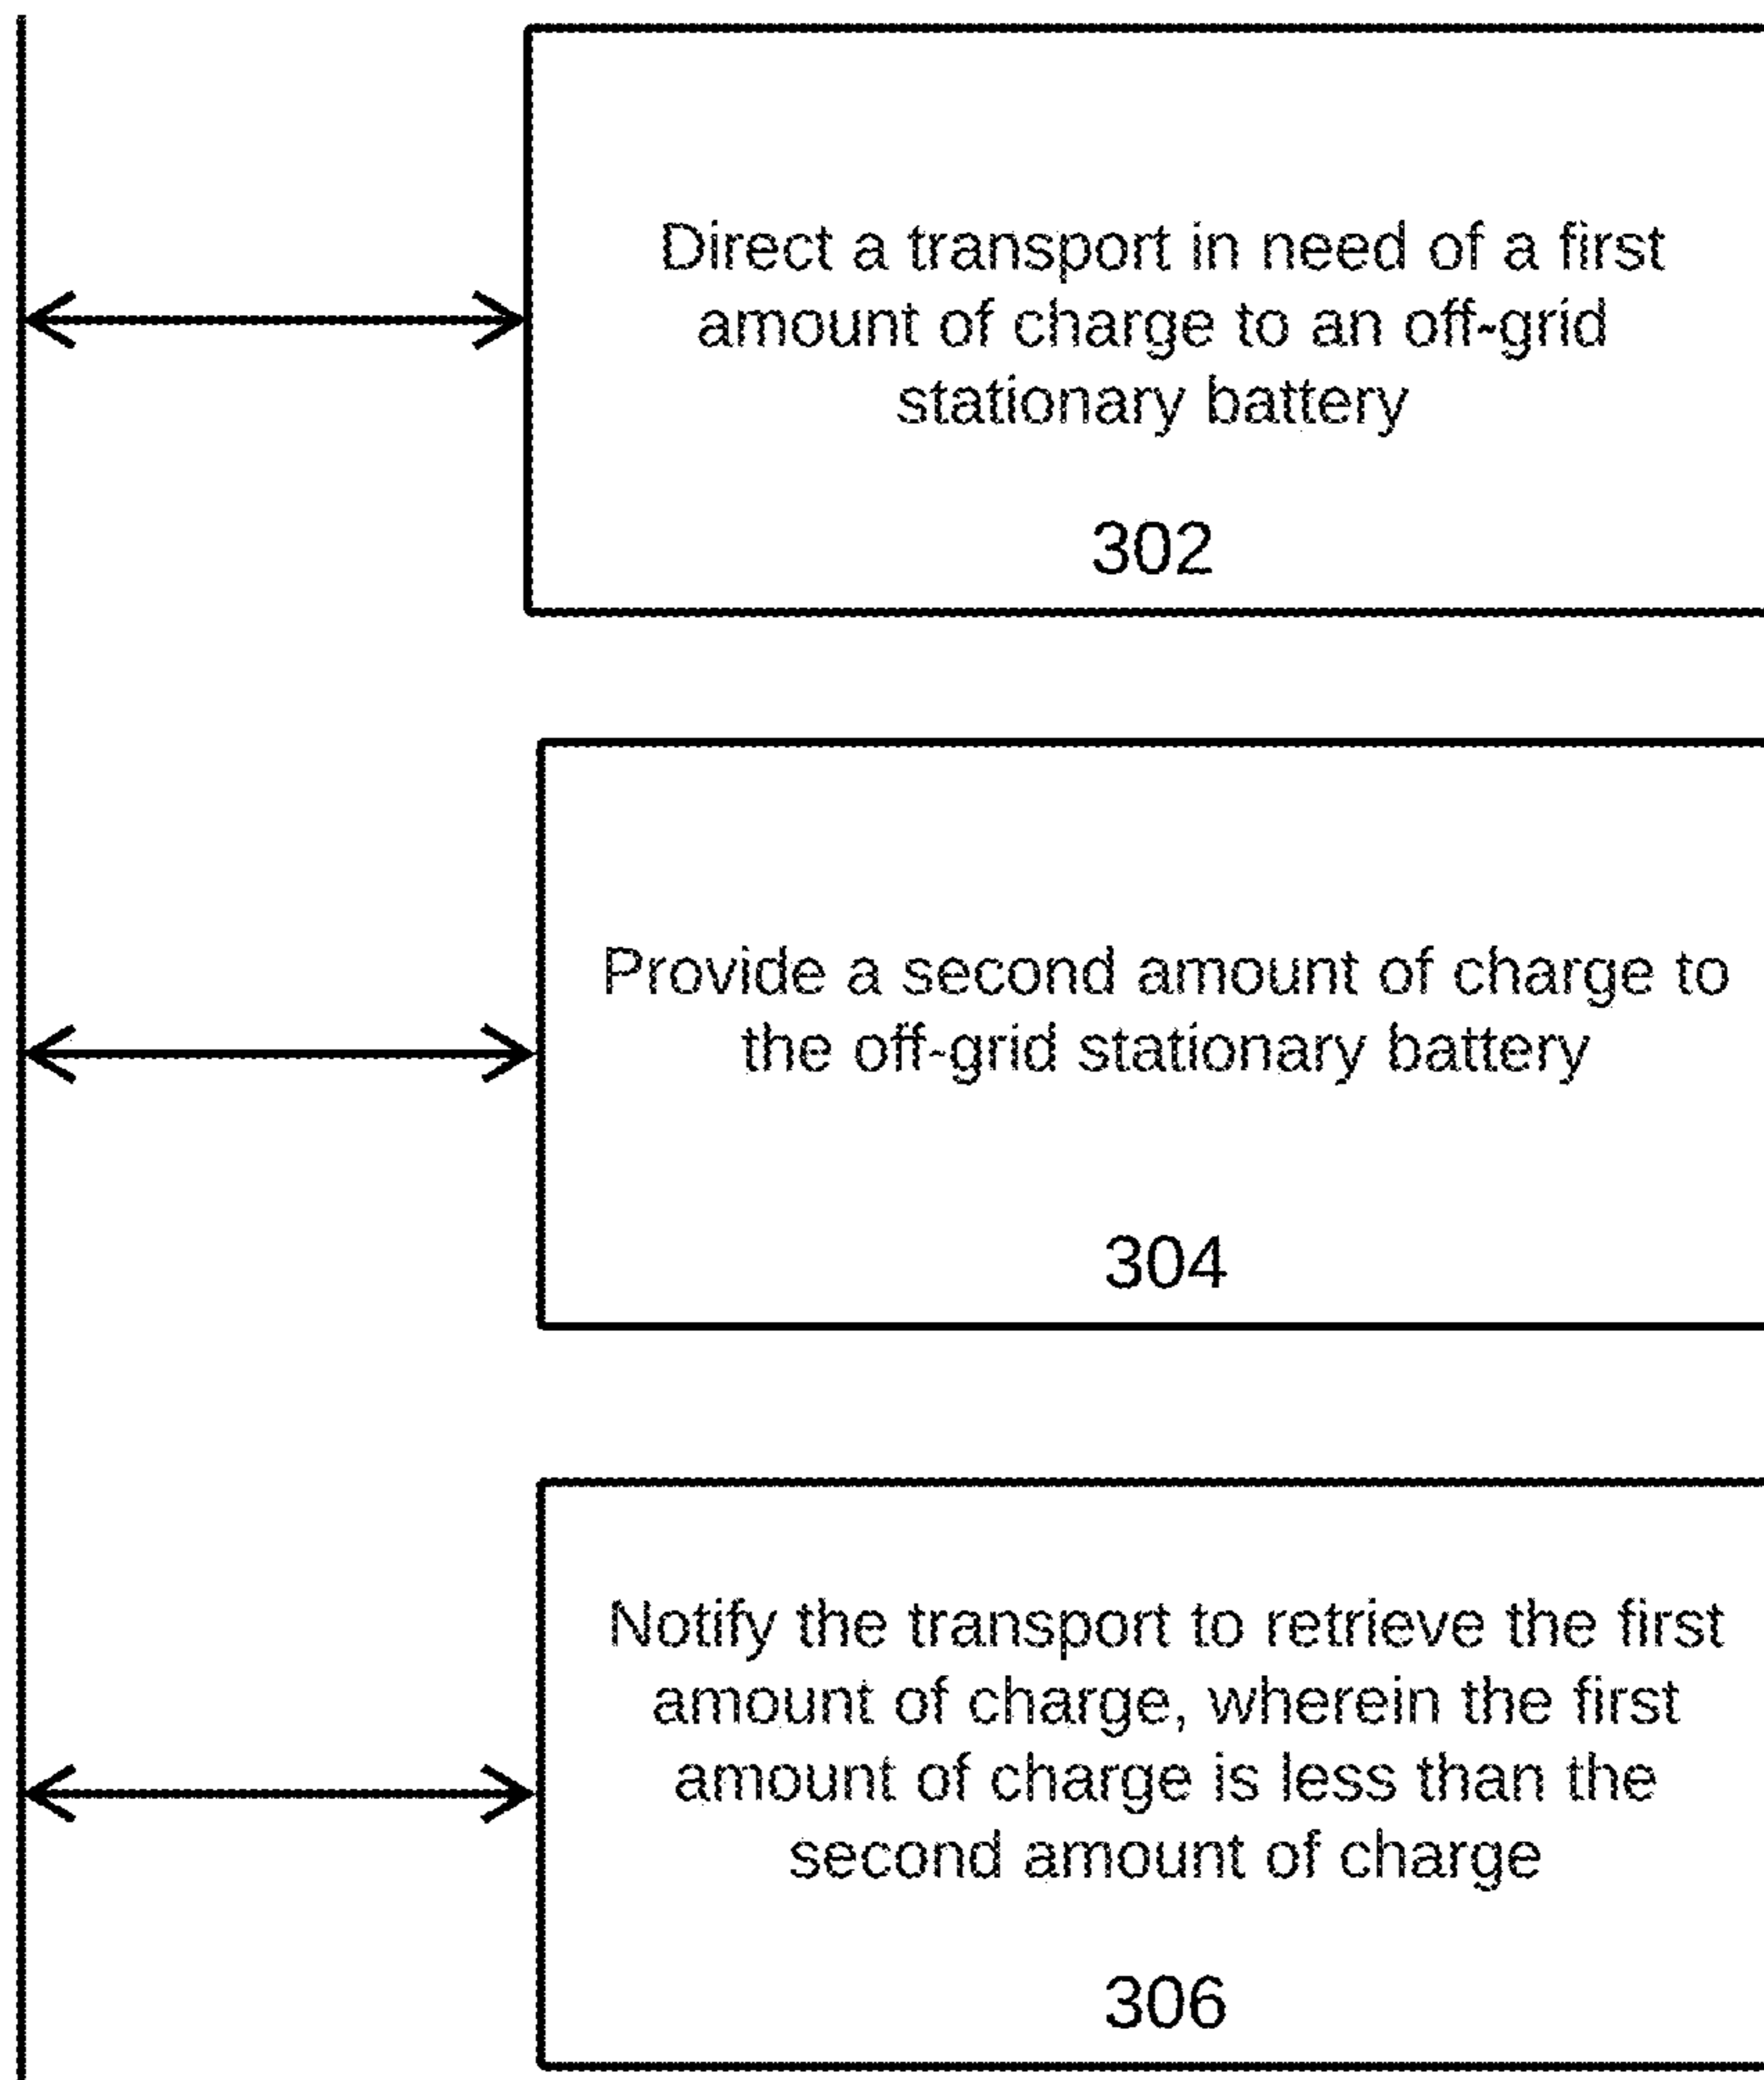 Direct a transport in need of a first
amount of charge to an off-grid
stationary battery
302
Provide a second amount of charge to
the off-grid stationary battery
304
Notify the transport to retrieve the first
amount of charge, wherein the first
amount of charge is less than the
second amount of charge
306